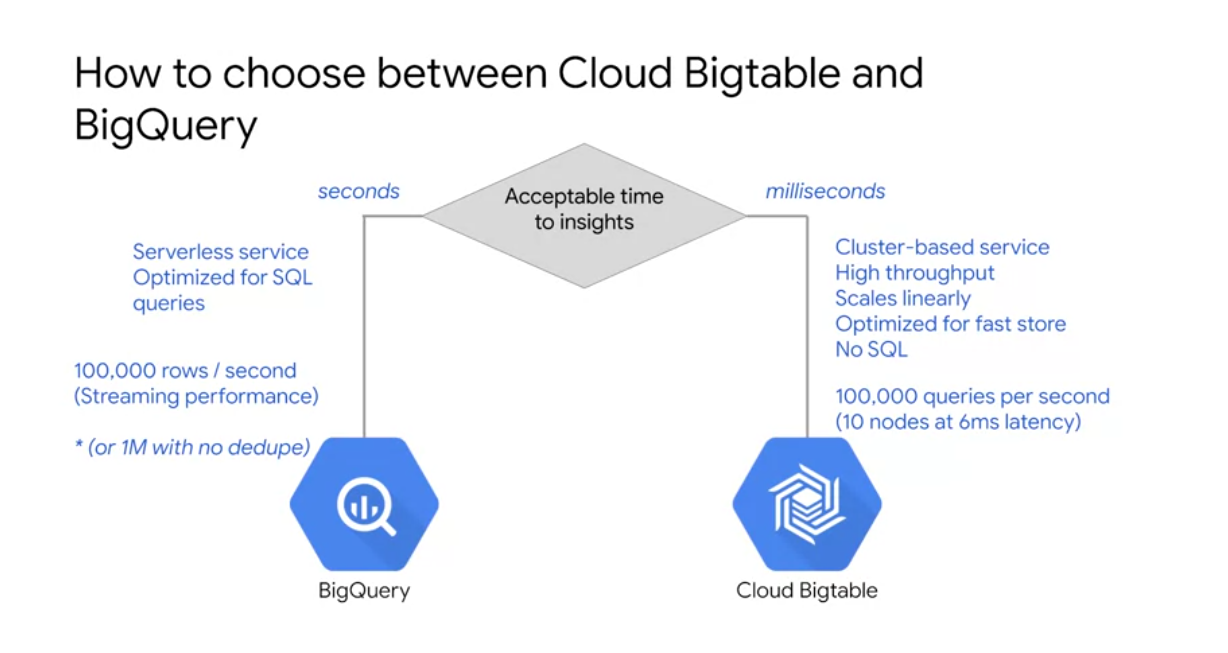 How to choose between Cloud Bigtable and
BigQuery
seconds
Acceptable time
to insights
milliseconds
Serverless service
Optimized for SQL
queries
100,000 rows / second
(Streaming performance)
* (or 1M with no dedupe)
Cluster-based service
High throughput
Scales linearly
Optimized for fast store
No SQL
100,000 queries per second
(10 nodes at 6ms latency)
BigQuery
Cloud Bigtable